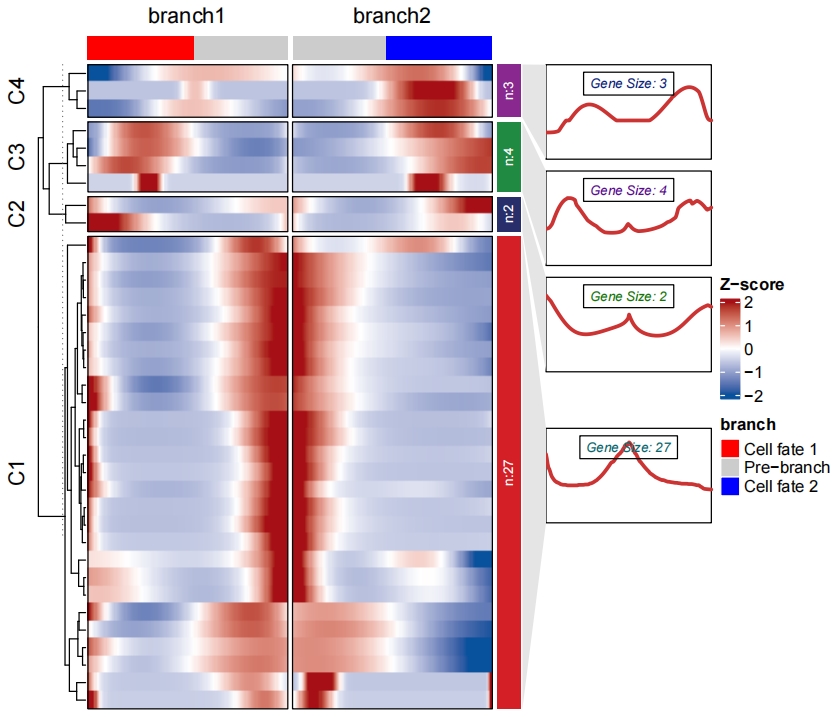 branch1 branch2
C4
n:3
Gene Size: 3
C3
n:4
Gene Size: 4
C2
n:2
Gene Size: 2
C1
n:27
Gene Size: 27
Z−score
2
1
0
−1
−2
branch
Cell fate 1
Pre−branch
Cell fate 2